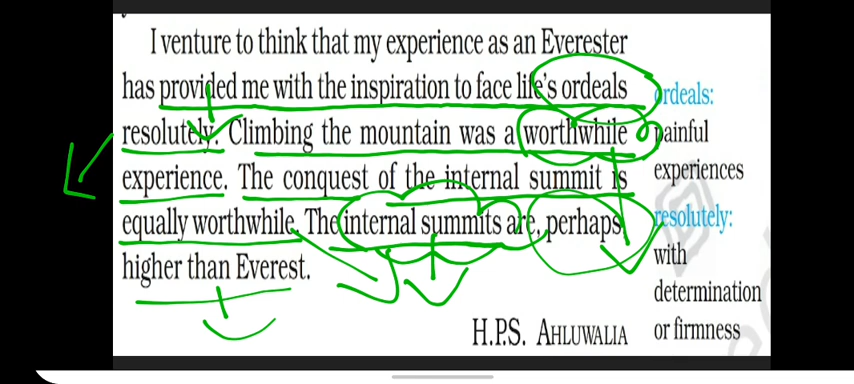 I venture to think that my experience as an Everester
has provided me with the inspiration to face life's ordeals
resolutely. Climbing the mountain was a worthwhile
experience. The conquest of the internal summit is
equally worthwhile. The internal summits are, perhaps,
higher than Everest.
H.P.S. AHLUWALIA
ordeals:
painful
experiences
resolutely:
with
determination
or firmness